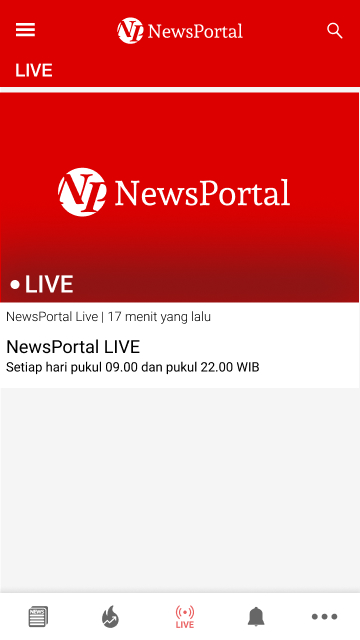 NewsPortal
LIVE
NewsPortal
LIVE
NewsPortal Live | 17 menit yang lalu
NewsPortal LIVE
Setiap hari pukul 09.00 dan pukul 22.00 WIB
NEWS
LIVE